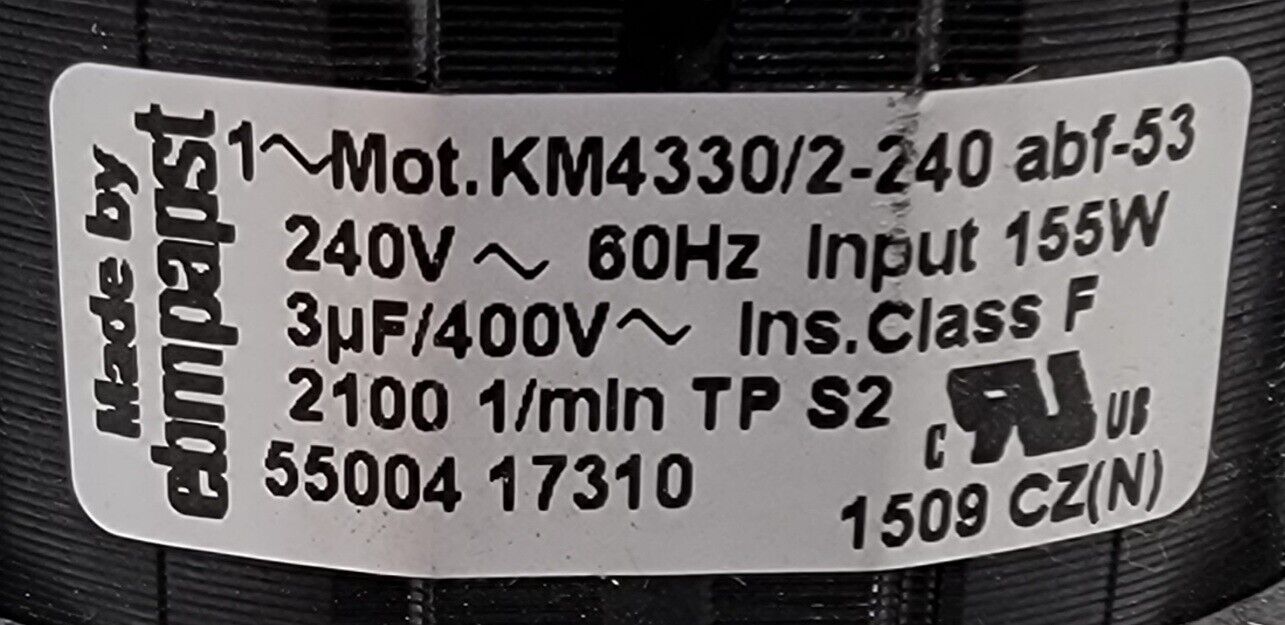 Made by
ebmpapst
1~Mot.KM4330/2-240 abf-53
240V ~ 60Hz Input 155W
3µF/400V~ Ins.Class F
2100 1/min TP S2
c RU US
55004 17310
1509 CZ(N)